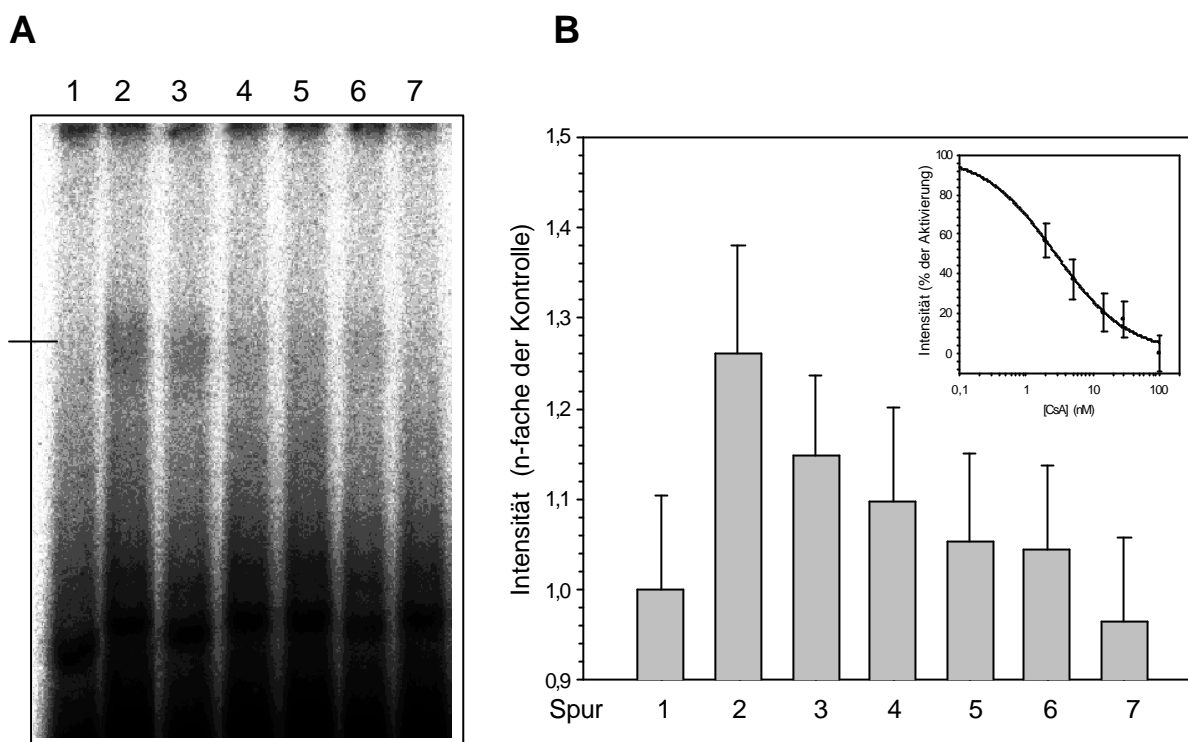 A
1 2 3 4 5 6 7
B
Intensität (n-fache der Kontrolle)
1,5
1,4
1,3
1,2
1,1
1,0
0,9
Spur 1 2 3 4 5 6 7
Intensität (% der Aktivierung)
100
80
60
40
20
0
0,1 1 10 100
[CsA] (nM)